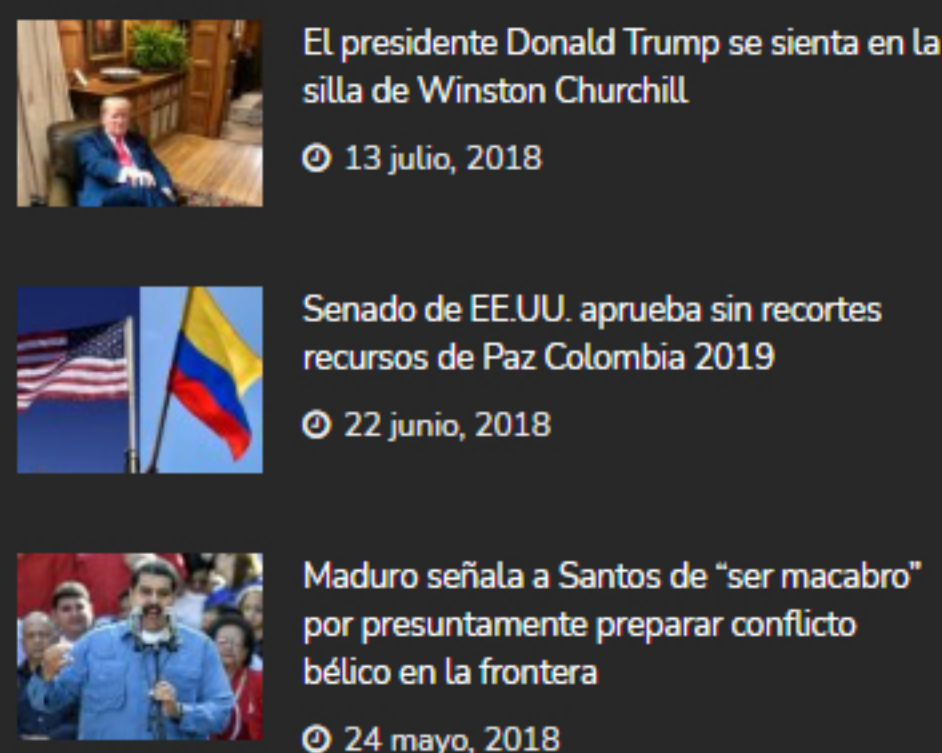 El presidente Donald Trump se sienta en la
silla de Winston Churchill
13 julio, 2018
Senado de EE.UU. aprueba sin recortes
recursos de Paz Colombia 2019
22 junio, 2018
Maduro señala a Santos de “ser macabro”
por presuntamente preparar conflicto
bélico en la frontera
24 mayo, 2018